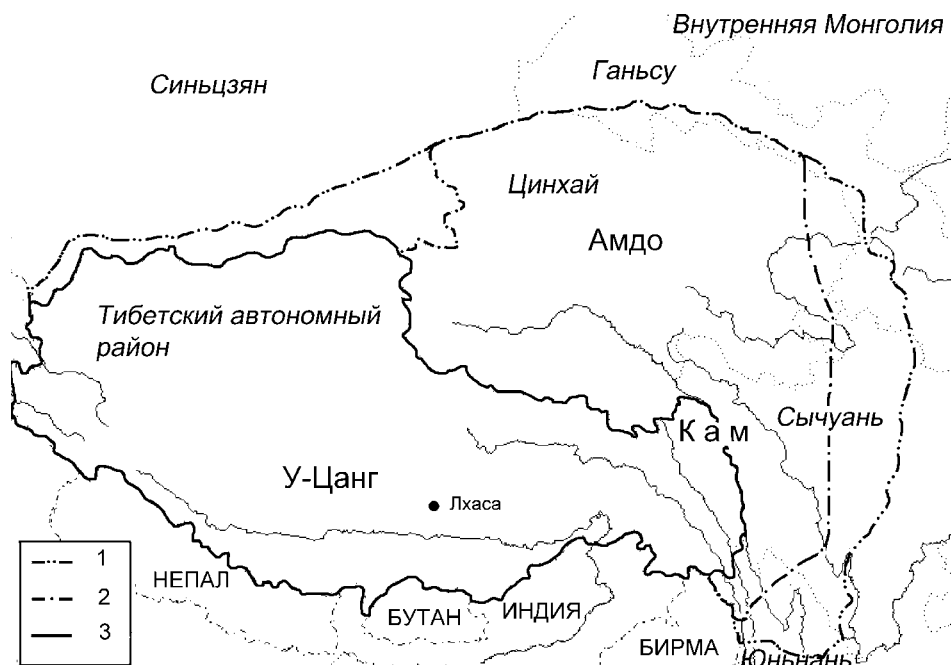 Внутренняя Монголия
Синьцзян
Ганьсу
Цинхай
Амдо
Тибетский автономный
район
Сычуань
Кам
У-Цанг
Лхаса
1
2
3
НЕПАЛ
БУТАН
ИНДИЯ
БИРМА
Юньнань